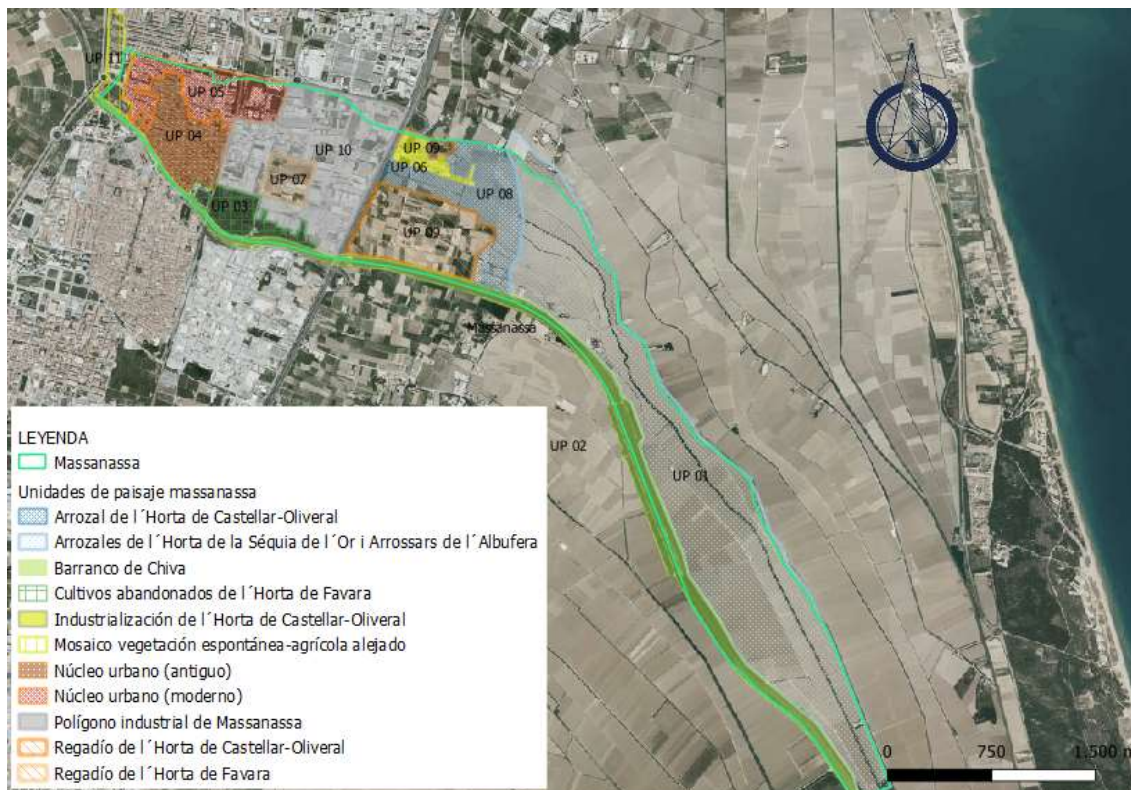 UP 11
UP 05
UP 04
UP 10
UP 09
UP 06
UP 07
UP 08
UP 03
UP 09
Massanassa
UP 02
UP 01
N
LEYENDA
Massanassa
Unidades de paisaje massanassa
Arrozal de l´Horta de Castellar-Oliveral
Arrozales de l´Horta de la Séquia de l´Or i Arrossars de l´Albufera
Barranco de Chiva
Cultivos abandonados de l´Horta de Favara
Industrialización de l´Horta de Castellar-Oliveral
Mosaico vegetación espontánea-agrícola alejado
Núcleo urbano (antiguo)
Núcleo urbano (moderno)
Polígono industrial de Massanassa
Regadío de l´Horta de Castellar-Oliveral
Regadío de l´Horta de Favara
0 750 1.500 m